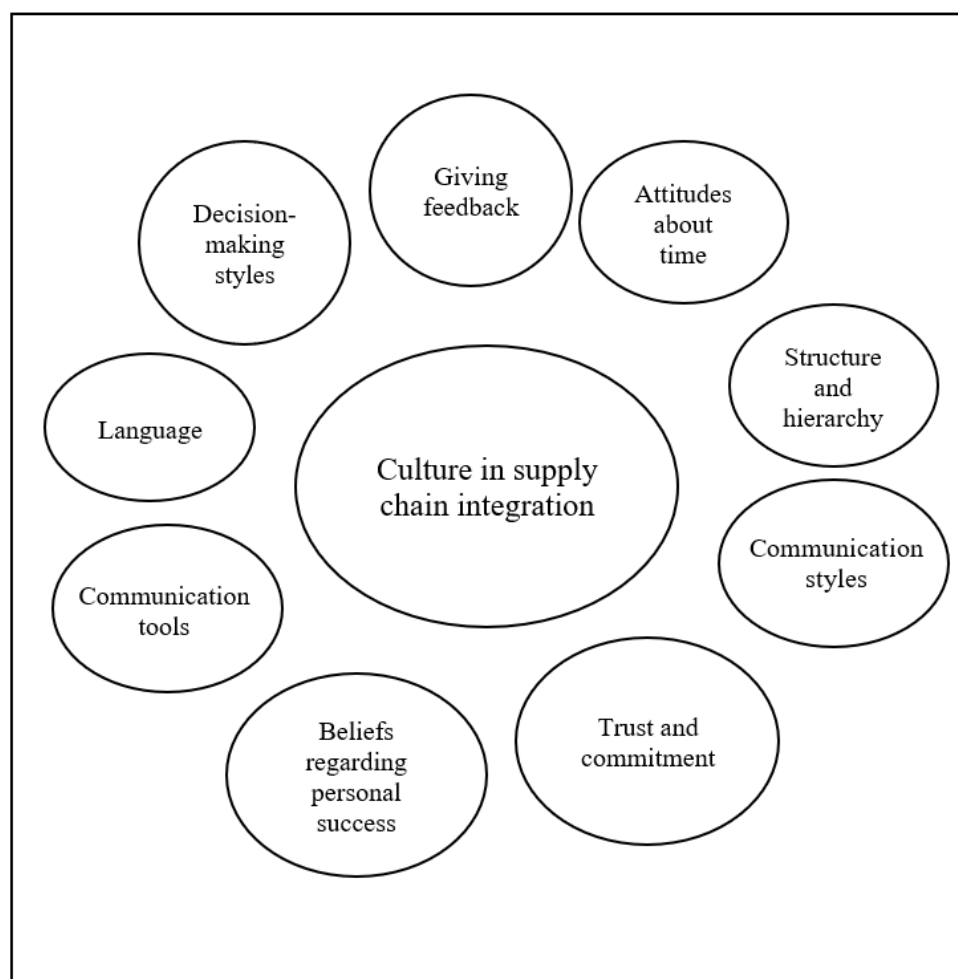 Giving
feedback
Attitudes
about
time
Decision-
making
styles
Structure
and
hierarchy
Language
Culture in supply
chain integration
Communication
styles
Communication
tools
Trust and
commitment
Beliefs
regarding
personal
success